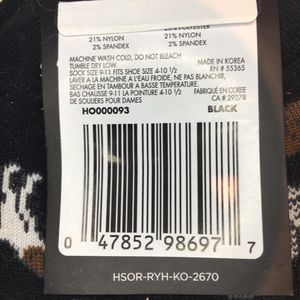 20% POLYESTER
21% NYLON 21% NYLON
2% SPANDEX 2% SPANDEX
MACHINE WASH COLD, DO NOT BLEACH
TUMBLE DRY LOW. MADE IN KOREA
SOCK SIZE 9-11 FITS SHOE SIZE 4-10 1/2 RN # 55365
LAVER A LA MACHINE A L'EAU FROIDE, NE PAS BLANCHIR,
SECHAGE EN TAMBOUR A BASSE TEMPERATURE.
BAS CHAUSSE 9-11 LA POINTURE 4-10 1/2 FABRIQUÉ EN COREE
DE SOULIERS POUR DAMES CA # 29278
HO000093 BLACK
0 47852 98697 7
HSOR-RYH-KO-2670